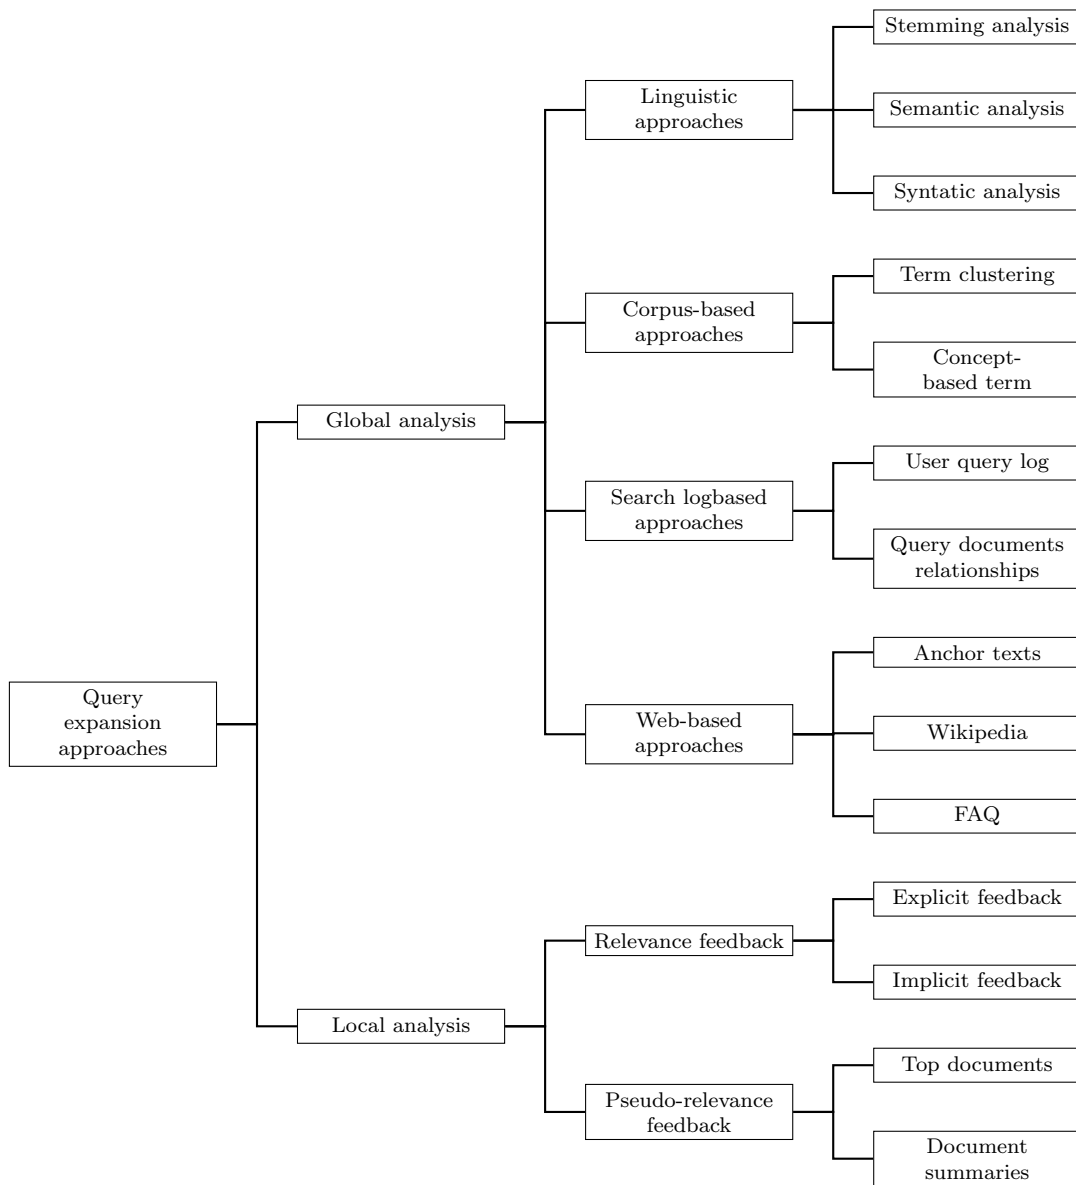 Stemming analysis
Linguistic
approaches
Semantic analysis
Syntatic analysis
Term clustering
Corpus-based
approaches
Concept-
based term
Global analysis
User query log
Search logbased
approaches
Query documents
relationships
Anchor texts
Query
expansion
approaches
Web-based
approaches
Wikipedia
FAQ
Explicit feedback
Relevance feedback
Implicit feedback
Local analysis
Top documents
Pseudo-relevance
feedback
Document
summaries